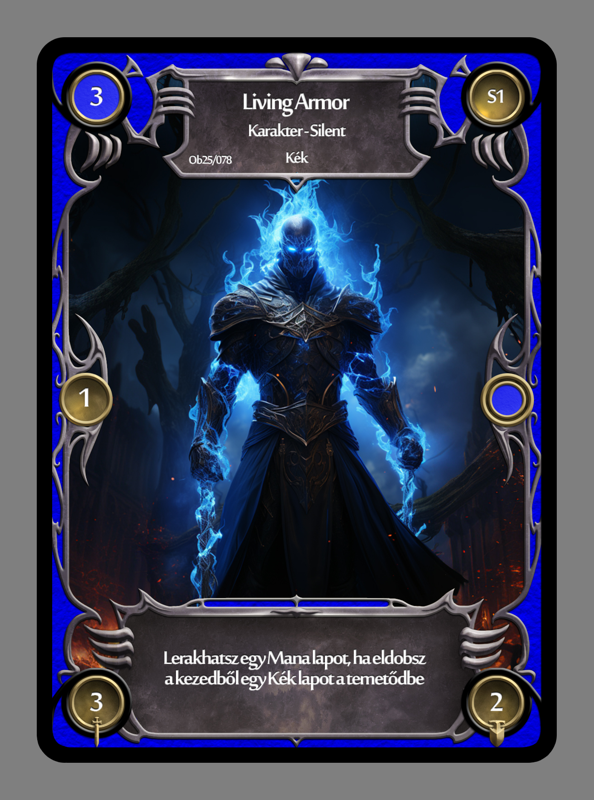 3
S1
Living Armor
Karakter - Silent
Ob25/078
Kék
1
Lerakhatsz egy Mana lapot, ha eldobsz
a kezedből egy Kék lapot a temetődbe
3
2